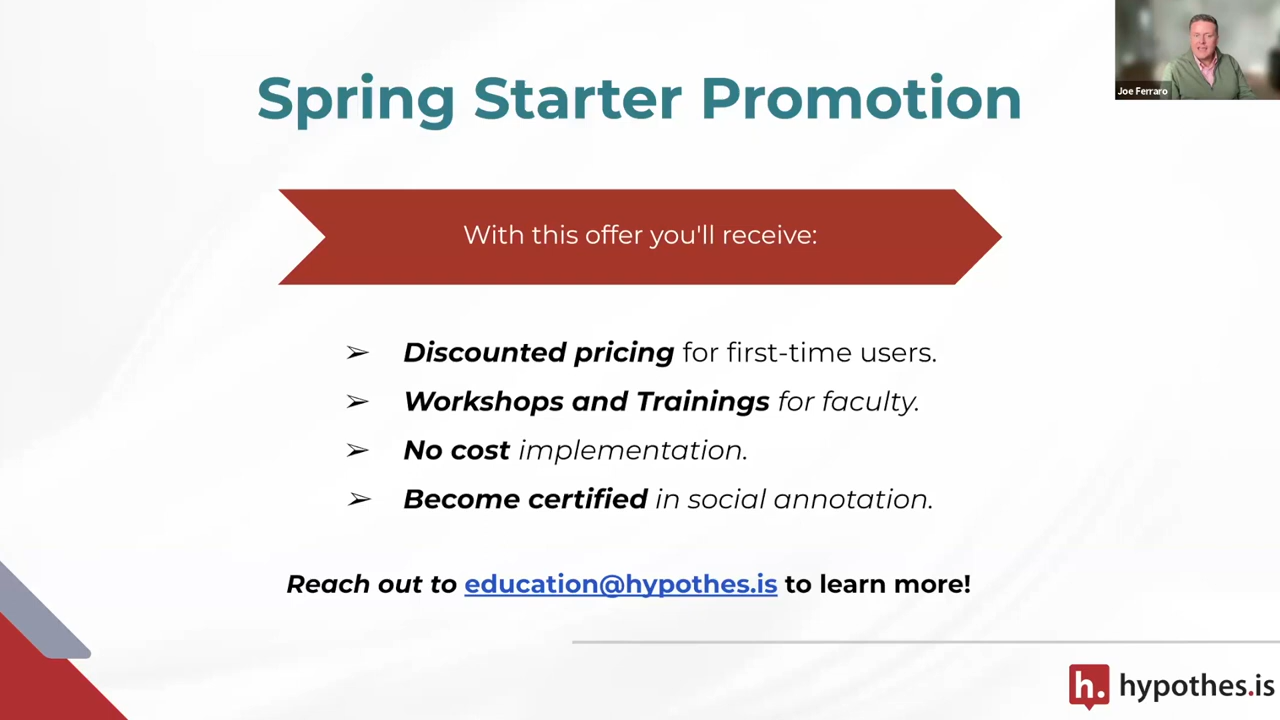 Spring Starter Promotion
Joe Ferraro
With this offer you'll receive:
➢ Discounted pricing for first-time users.
➢ Workshops and Trainings for faculty.
➢ No cost implementation.
➢ Become certified in social annotation.
Reach out to education@hypothes.is to learn more!
h. hypothes.is